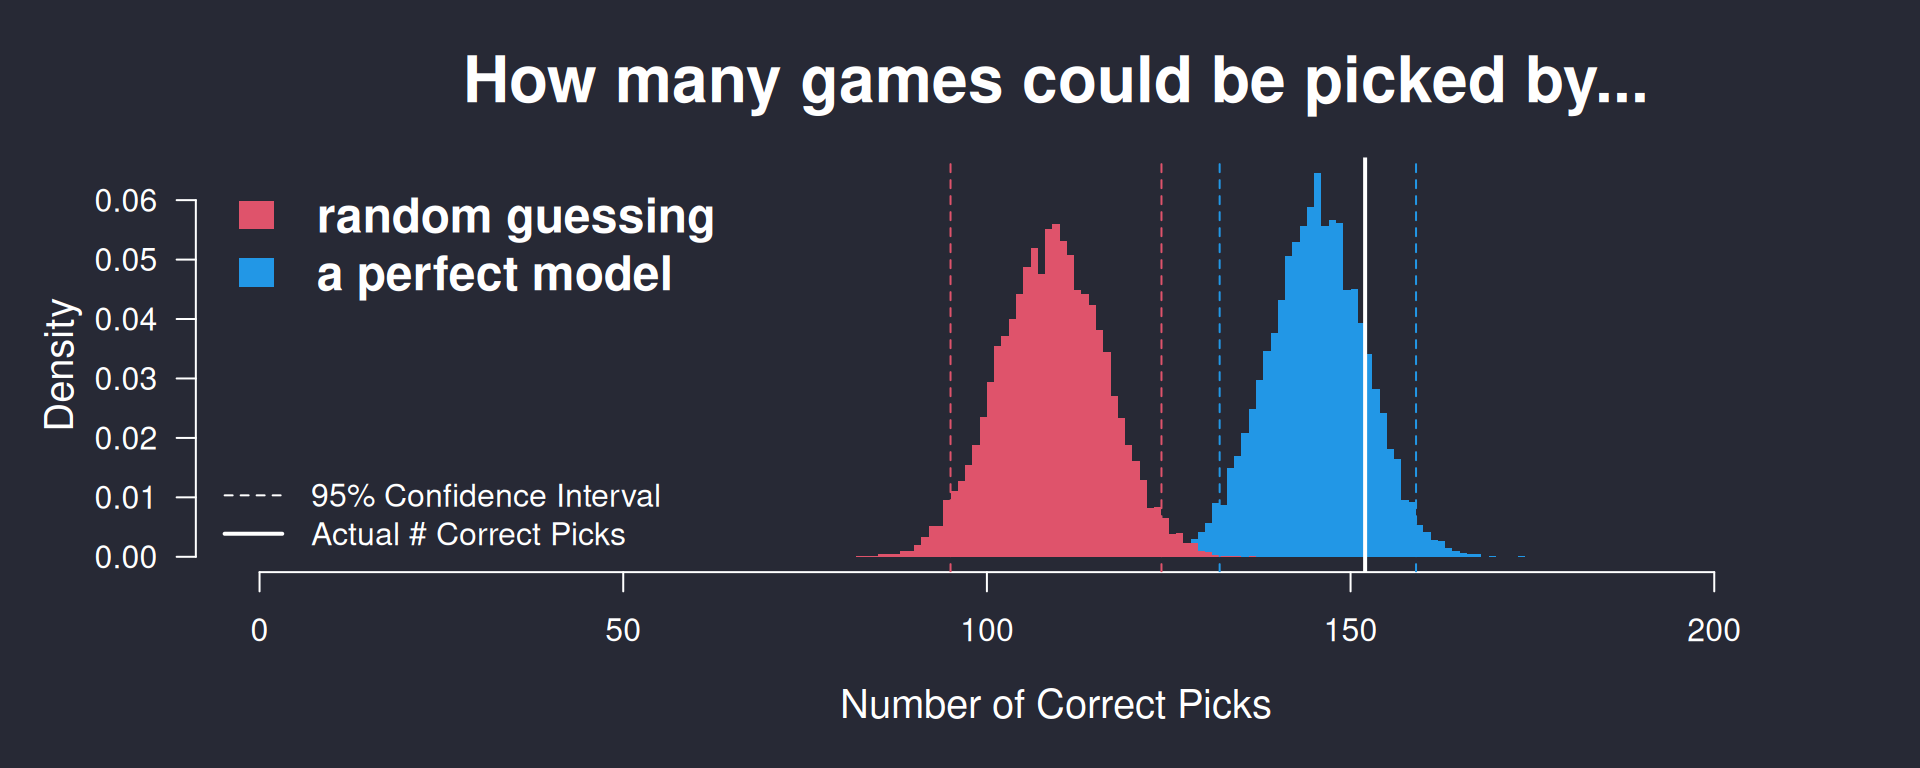 How many games could be picked by...
random guessing
a perfect model
95% Confidence Interval
Actual # Correct Picks
Density
0.06
0.05
0.04
0.03
0.02
0.01
0.00
0 50 100 150 200
Number of Correct Picks